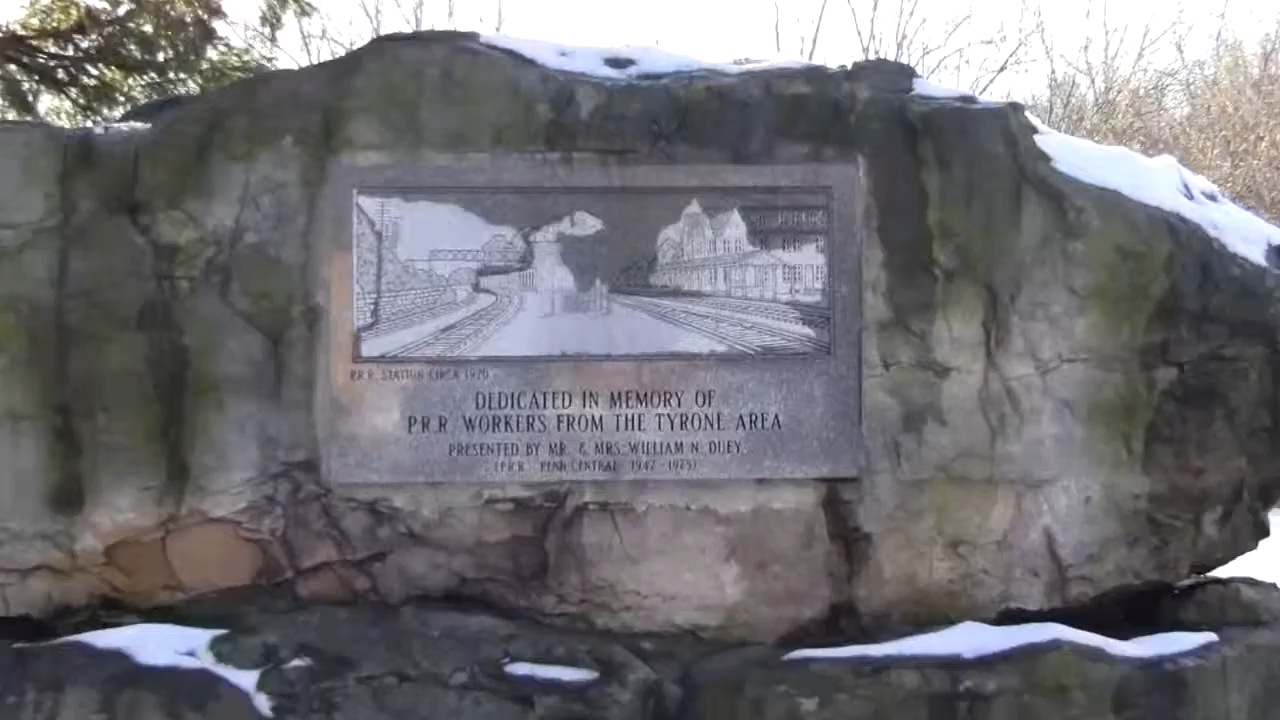 P.R.R. STATION CIRCA 1920
DEDICATED IN MEMORY OF
P.R.R. WORKERS FROM THE TYRONE AREA
PRESENTED BY MR. & MRS. WILLIAM N. DUEY
(P.R.R. PENN CENTRAL 1947 - 1975)